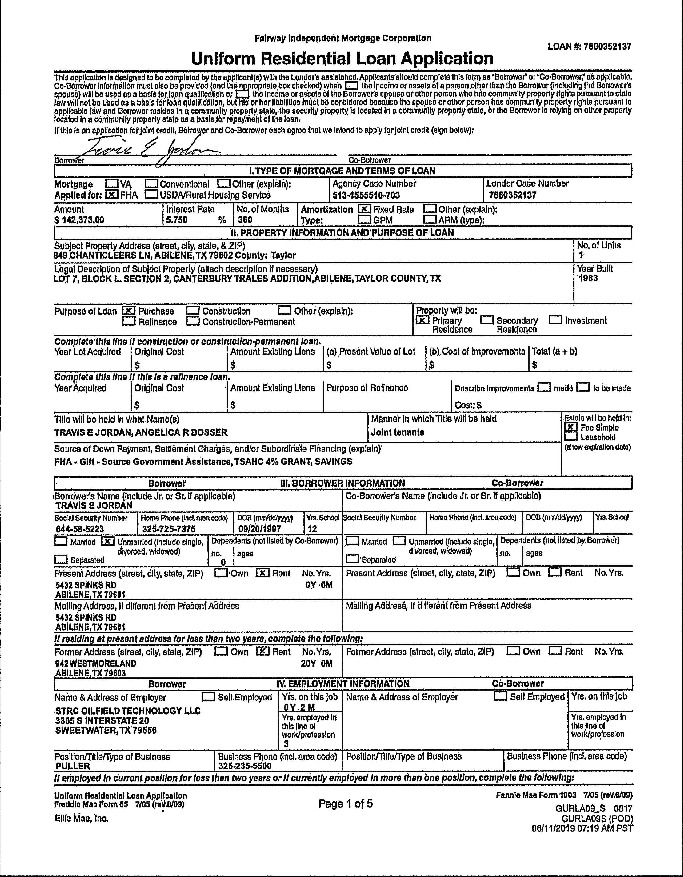 Fairway Independent Mortgage Corporation
LOAN #: 7600352137
Uniform Residential Loan Application
This application is designed to be completed by the applicant(s) with the Lender's assistance. Applicants should complete this form as "Borrower" or "Co-Borrower," as applicable.
Co-Borrower information must also be provided (and the appropriate box checked) when the income or assets of a person other than the Borrower (including the Borrower's
spouse) will be used as a basis for loan qualification or the income or assets of the Borrower's spouse or other person who has community property rights pursuant to state
law will not be used as a basis for loan qualification, but his or her liabilities must be considered because the spouse or other person has community property rights pursuant to
applicable law and Borrower resides in a community property state, the security property is located in a community property state, or the Borrower is relying on other property
located in a community property state as a basis for repayment of the loan.
If this is an application for joint credit, Borrower and Co-Borrower each agree that we intend to apply for joint credit (sign below):
Travis E Jordan
Borrower Co-Borrower
I. TYPE OF MORTGAGE AND TERMS OF LOAN
Mortgage VA Conventional Other (explain): Agency Case Number Lender Case Number
Applied for: X FHA USDA/Rural Housing Service 513-1555510-703 7600352137
Amount Interest Rate No. of Months Amortization X Fixed Rate Other (explain):
$ 142,373.00 5.750 % 360 Type: GPM ARM (type):
II. PROPERTY INFORMATION AND PURPOSE OF LOAN
Subject Property Address (street, city, state, & ZIP) No. of Units
849 CHANTICLEERS LN, ABILENE, TX 79602 County: Taylor 1
Legal Description of Subject Property (attach description if necessary) Year Built
LOT 7, BLOCK L, SECTION 2, CANTERBURY TRALES ADDITION,ABILENE,TAYLOR COUNTY,TX 1983
Purpose of Loan X Purchase Construction Other (explain): Property will be:
Refinance Construction-Permanent X Primary Residence Secondary Residence Investment
Complete this line if construction or construction-permanent loan.
Year Lot Acquired Original Cost Amount Existing Liens (a) Present Value of Lot (b) Cost of Improvements Total (a + b)
$ $ $ $ $
Complete this line if this is a refinance loan.
Year Acquired Original Cost Amount Existing Liens Purpose of Refinance Describe Improvements made to be made
$ $ Cost: $
Title will be held in what Name(s) Manner in which Title will be held Estate will be held in:
TRAVIS E JORDAN, ANGELICA R BOSSER Joint tenants X Fee Simple
Leasehold
Source of Down Payment, Settlement Charges, and/or Subordinate Financing (explain) (show expiration date)
FHA - Gift - Source Government Assistance, TSAHC 4% GRANT, SAVINGS
Borrower III. BORROWER INFORMATION Co-Borrower
Borrower's Name (include Jr. or Sr. if applicable) Co-Borrower's Name (include Jr. or Sr. if applicable)
TRAVIS E JORDAN
Social Security Number Home Phone (incl. area code) DOB (mm/dd/yyyy) Yrs. School Social Security Number Home Phone (incl. area code) DOB (mm/dd/yyyy) Yrs. School
644-58-5223 325-725-7375 09/20/1997 12
Married X Unmarried (include single, divorced, widowed) Dependents (not listed by Co-Borrower) Married Unmarried (include single, divorced, widowed) Dependents (not listed by Borrower)
Separated no. 0 ages Separated no. ages
Present Address (street, city, state, ZIP) Own X Rent No. Yrs. Present Address (street, city, state, ZIP) Own Rent No. Yrs.
5432 SPINKS RD 0Y 6M
ABILENE,TX 79601
Mailing Address, if different from Present Address Mailing Address, if different from Present Address
5432 SPINKS RD
ABILENE,TX 79601
If residing at present address for less than two years, complete the following:
Former Address (street, city, state, ZIP) Own X Rent No. Yrs. Former Address (street, city, state, ZIP) Own Rent No. Yrs.
942 WESTMORELAND 20Y 0M
ABILENE,TX 79603
Borrower IV. EMPLOYMENT INFORMATION Co-Borrower
Name & Address of Employer Self Employed Yrs. on this job Name & Address of Employer Self Employed Yrs. on this job
STRC OILFIELD TECHNOLOGY LLC 0 Y 2 M
3305 S INTERSTATE 20 Yrs. employed in this line of work/profession Yrs. employed in this line of work/profession
SWEETWATER, TX 79556 3
Position/Title/Type of Business Business Phone (incl. area code) Position/Title/Type of Business Business Phone (incl. area code)
PULLER 325-235-5500
If employed in current position for less than two years or if currently employed in more than one position, complete the following:
Uniform Residential Loan Application Fannie Mae Form 1003 7/05 (rev.6/09)
Freddie Mac Form 65 7/05 (rev.6/09) Page 1 of 5 GURLA09_S 0817
Ellie Mae, Inc. GURLA09S (POD)
06/11/2019 07:19 AM PST